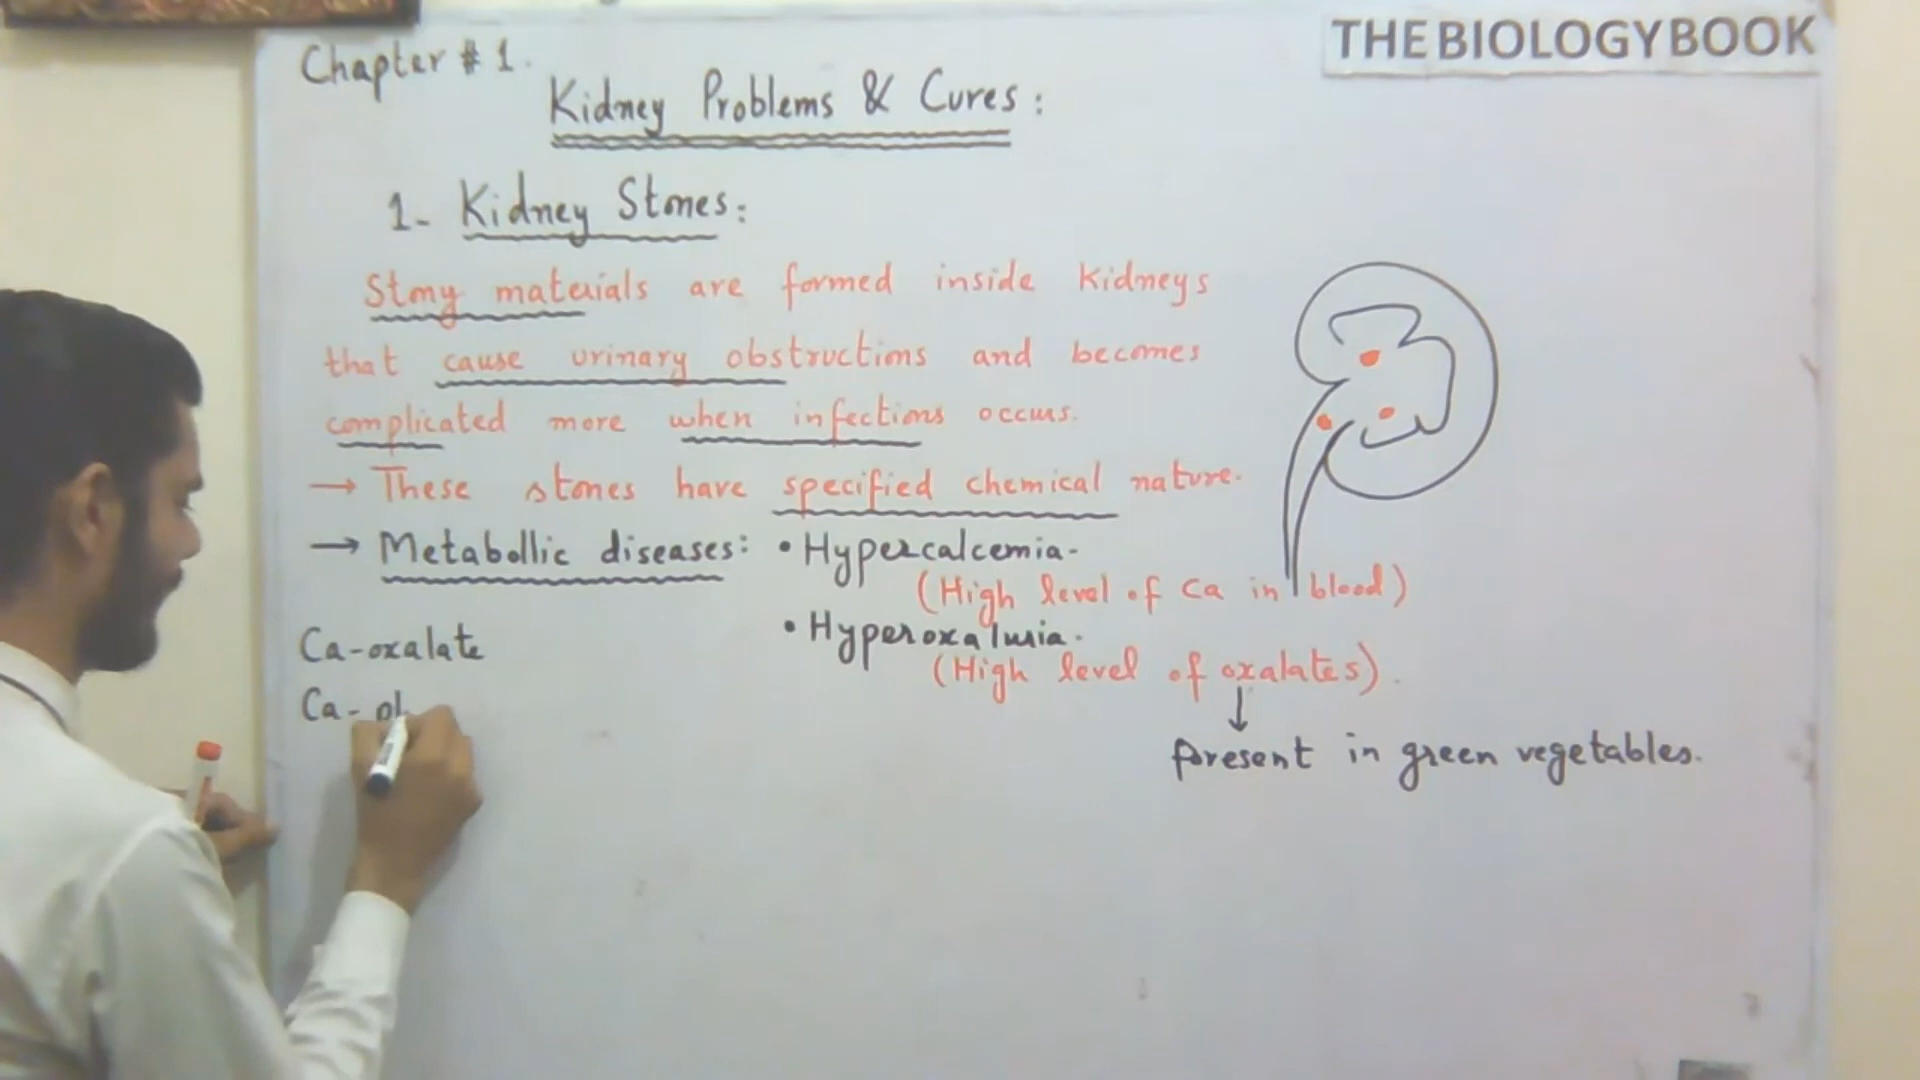 Chapter # 1.
THE BIOLOGY BOOK
Kidney Problems & Cures:
1- Kidney Stones:
Stony materials are formed inside Kidneys
that cause urinary obstructions and becomes
complicated more when infections occurs.
→ These stones have specified chemical nature.
→ Metabollic diseases: • Hypercalcemia-
(High level of Ca in blood)
• Hyperoxaluria.
(High level of oxalates).
↓
present in green vegetables.
Ca-oxalate
Ca- ph